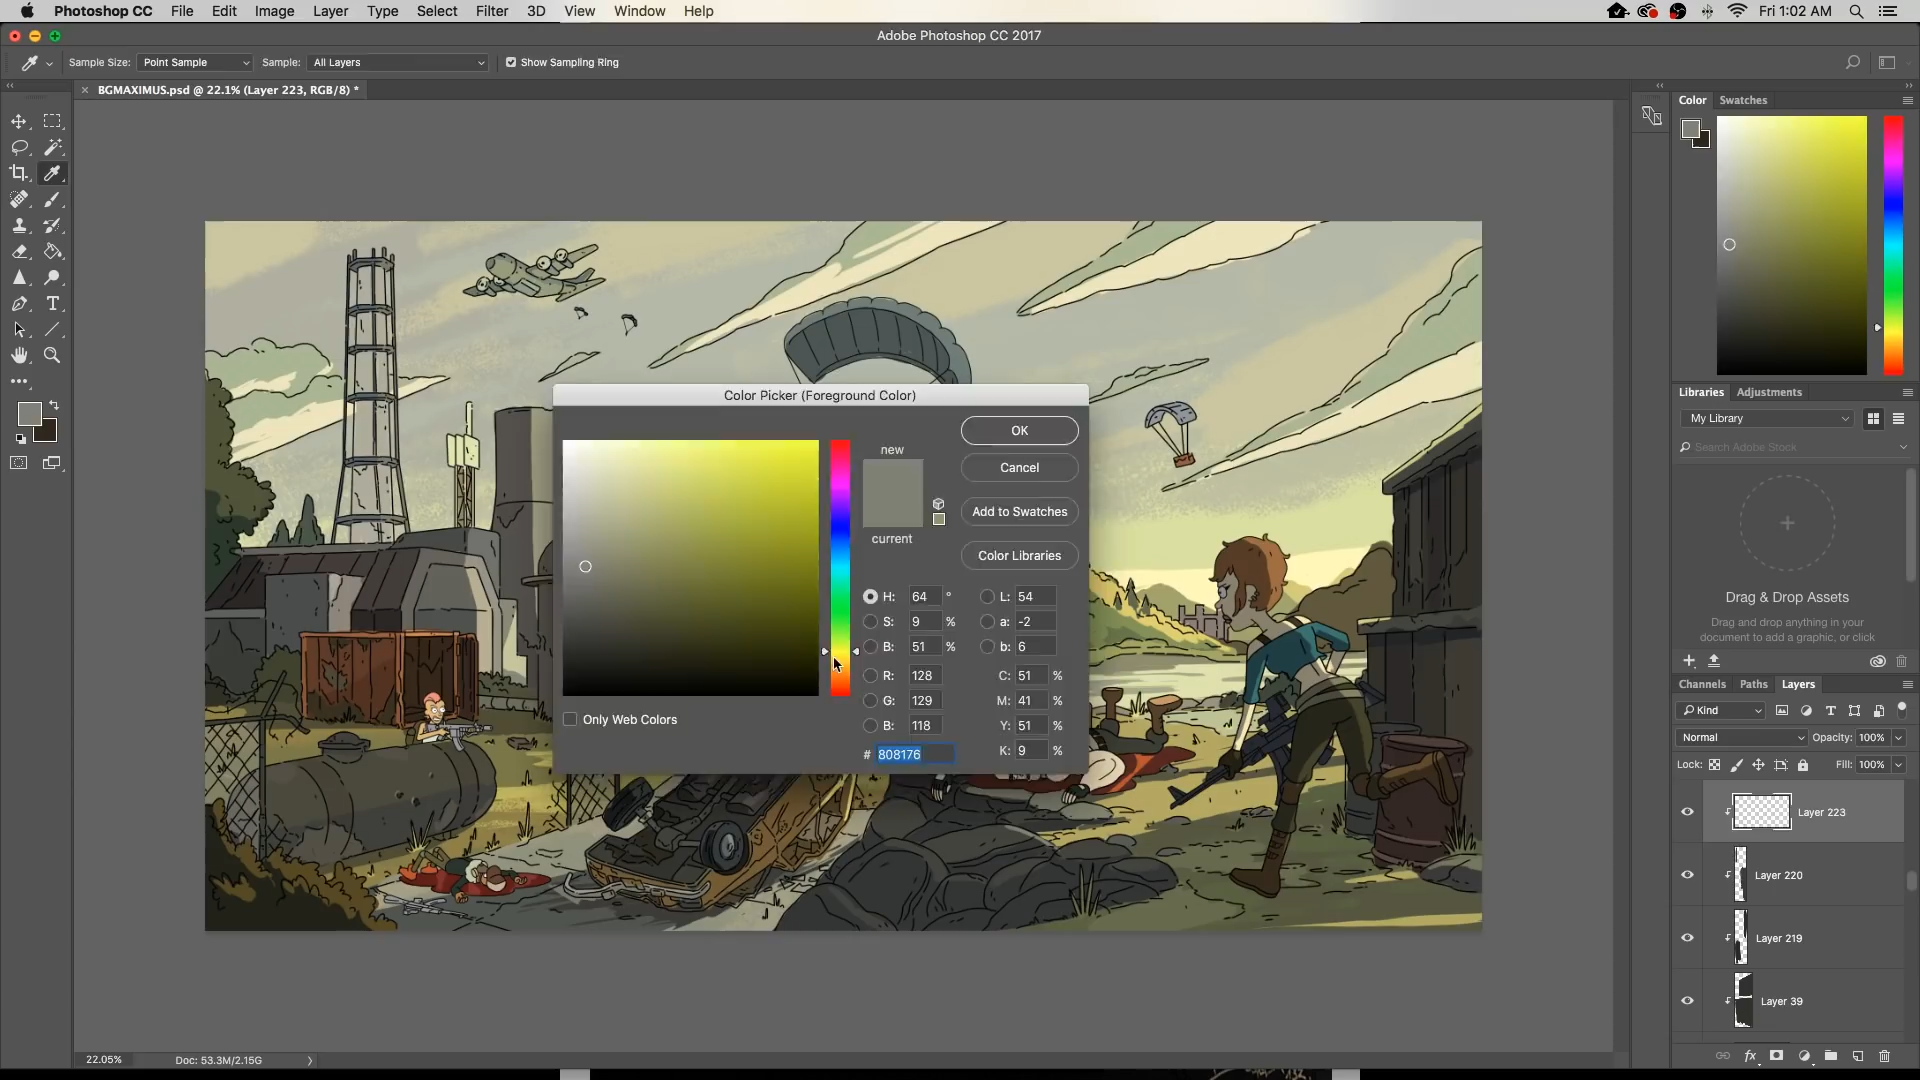 Photoshop CC File Edit Image Layer Type Select Filter 3D View Window Help Fri 1:02 AM
Adobe Photoshop CC 2017
Sample Size: Point Sample Sample: All Layers Show Sampling Ring
BGMAXIMUS.psd @ 22.1% (Layer 223, RGB/8) *
Color Swatches
Color Picker (Foreground Color)
OK
new
Cancel
Add to Swatches
current
Color Libraries
H: 64 ° L: 54
S: 9 % a: -2
B: 51 % b: 6
R: 128 C: 51 %
G: 129 M: 41 %
B: 118 Y: 51 %
# 808176 K: 9 %
Only Web Colors
Libraries Adjustments
My Library
Search Adobe Stock
Drag & Drop Assets
Drag and drop anything in your
document to add a graphic, or click
Channels Paths Layers
Kind
Normal Opacity: 100%
Lock: Fill: 100%
Layer 223
Layer 220
Layer 219
Layer 39
fx
22.05% Doc: 53.3M/2.15G